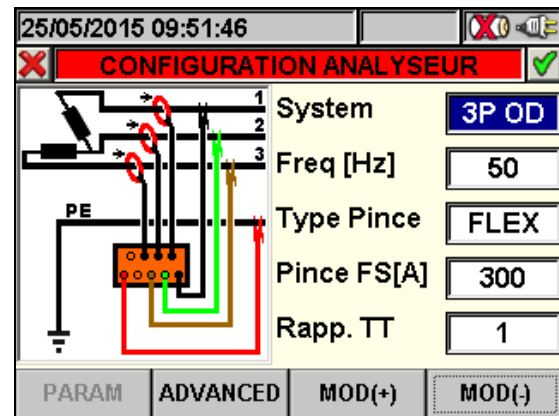 25/05/2015 09:51:46
CONFIGURATION ANALYSEUR
1
2
3
PE
System 3P OD
Freq [Hz] 50
Type Pince FLEX
Pince FS[A] 300
Rapp. TT 1
PARAM ADVANCED MOD(+) MOD(-)